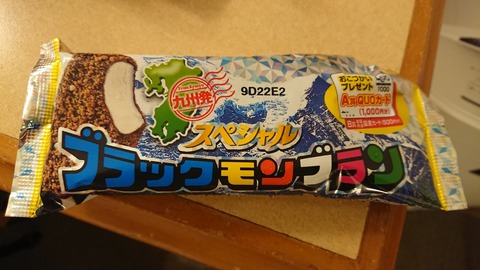 九州発
9D22E2
おこづかい
プレゼント
A賞QUOカード
(1,000円分)
スペシャル
ブラックモンブラン